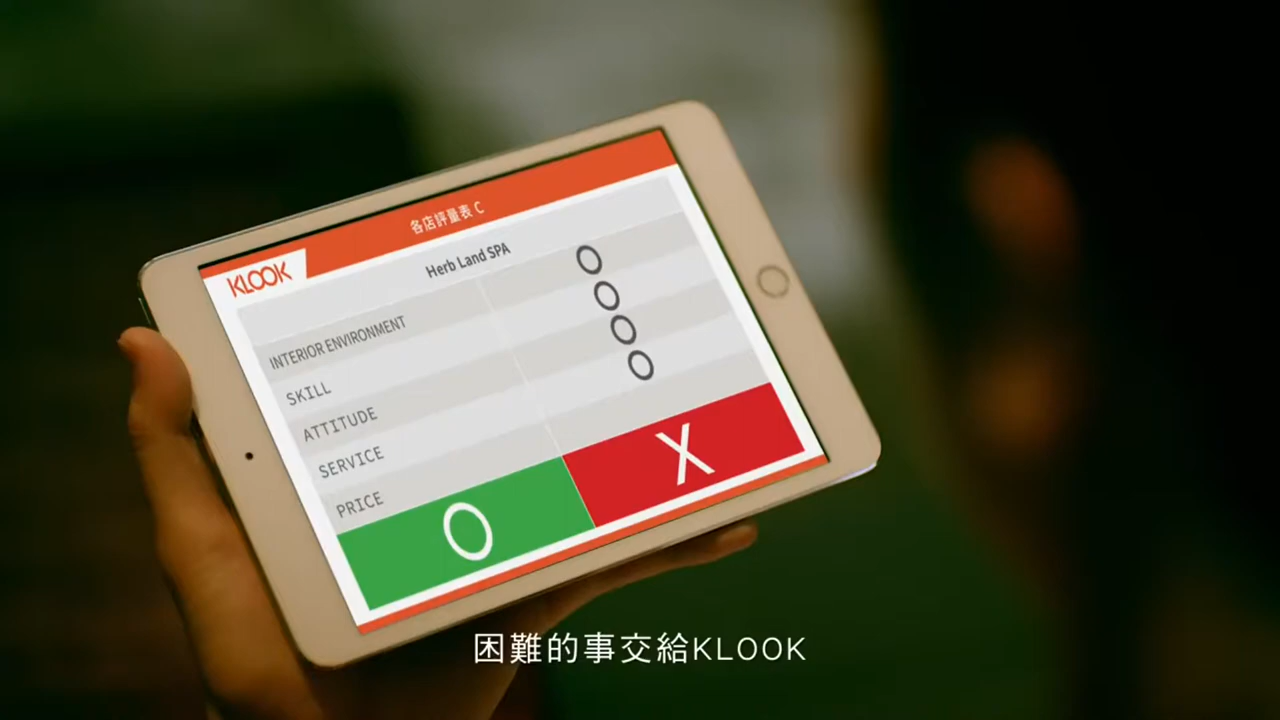 各店評量表 C
KLOOK
Herb Land SPA
INTERIOR ENVIRONMENT O
SKILL O
ATTITUDE O
SERVICE O
PRICE
O X
困難的事交給KLOOK